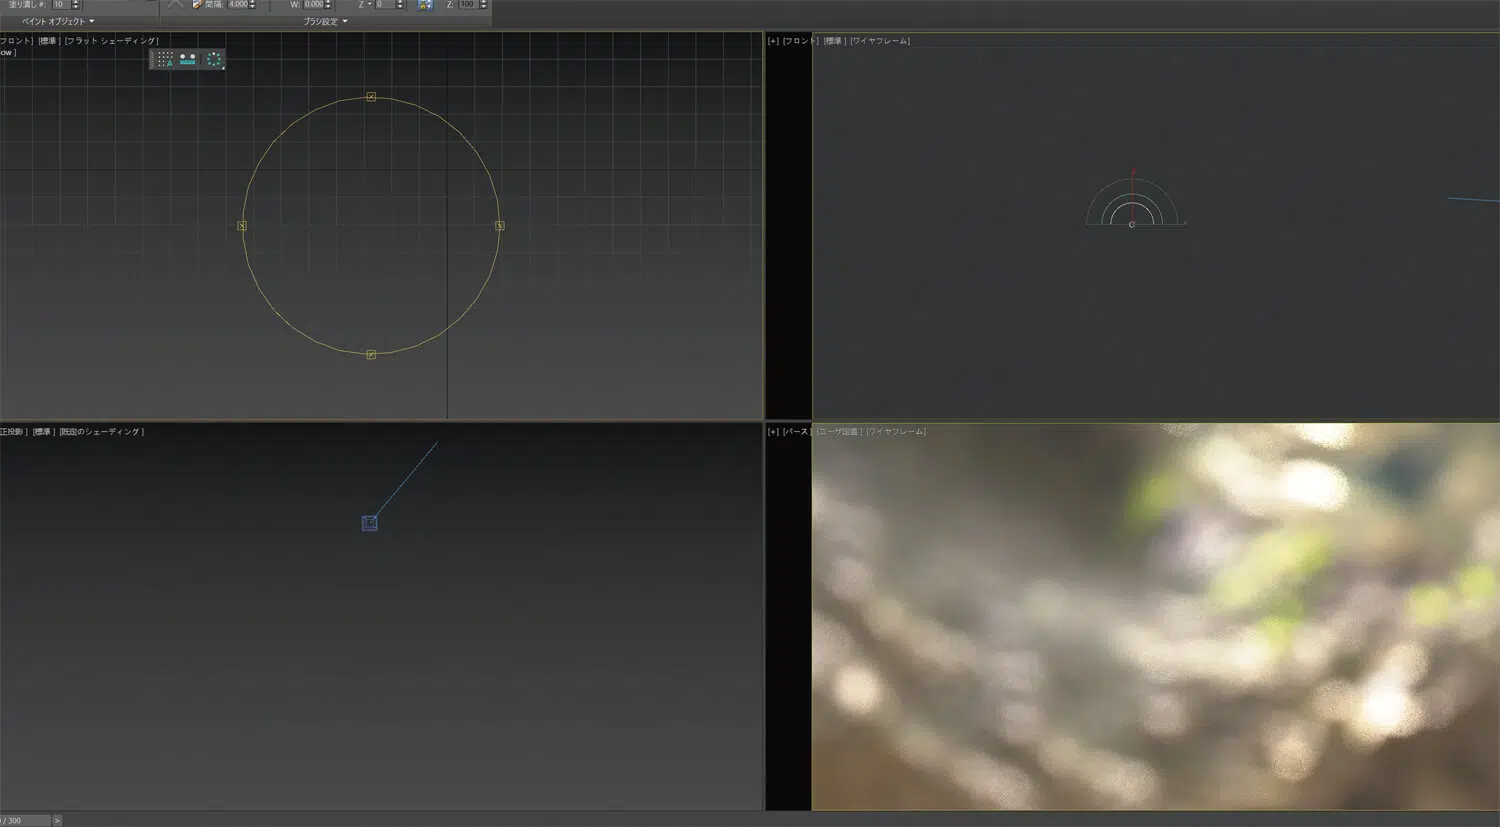 塗り潰し #: 10 間隔: 4.000 W: 0.000 Z 0 Z: 100
ペイント オブジェクト ブラシ設定
フロント] [標準] [フラット シェーディング]
ow ]
A
[+] [フロント] [標準] [ワイヤフレーム]
正投影] [標準] [既定のシェーディング]
[+] [パース] [ユーザ定義] [ワイヤフレーム]
/ 300 >